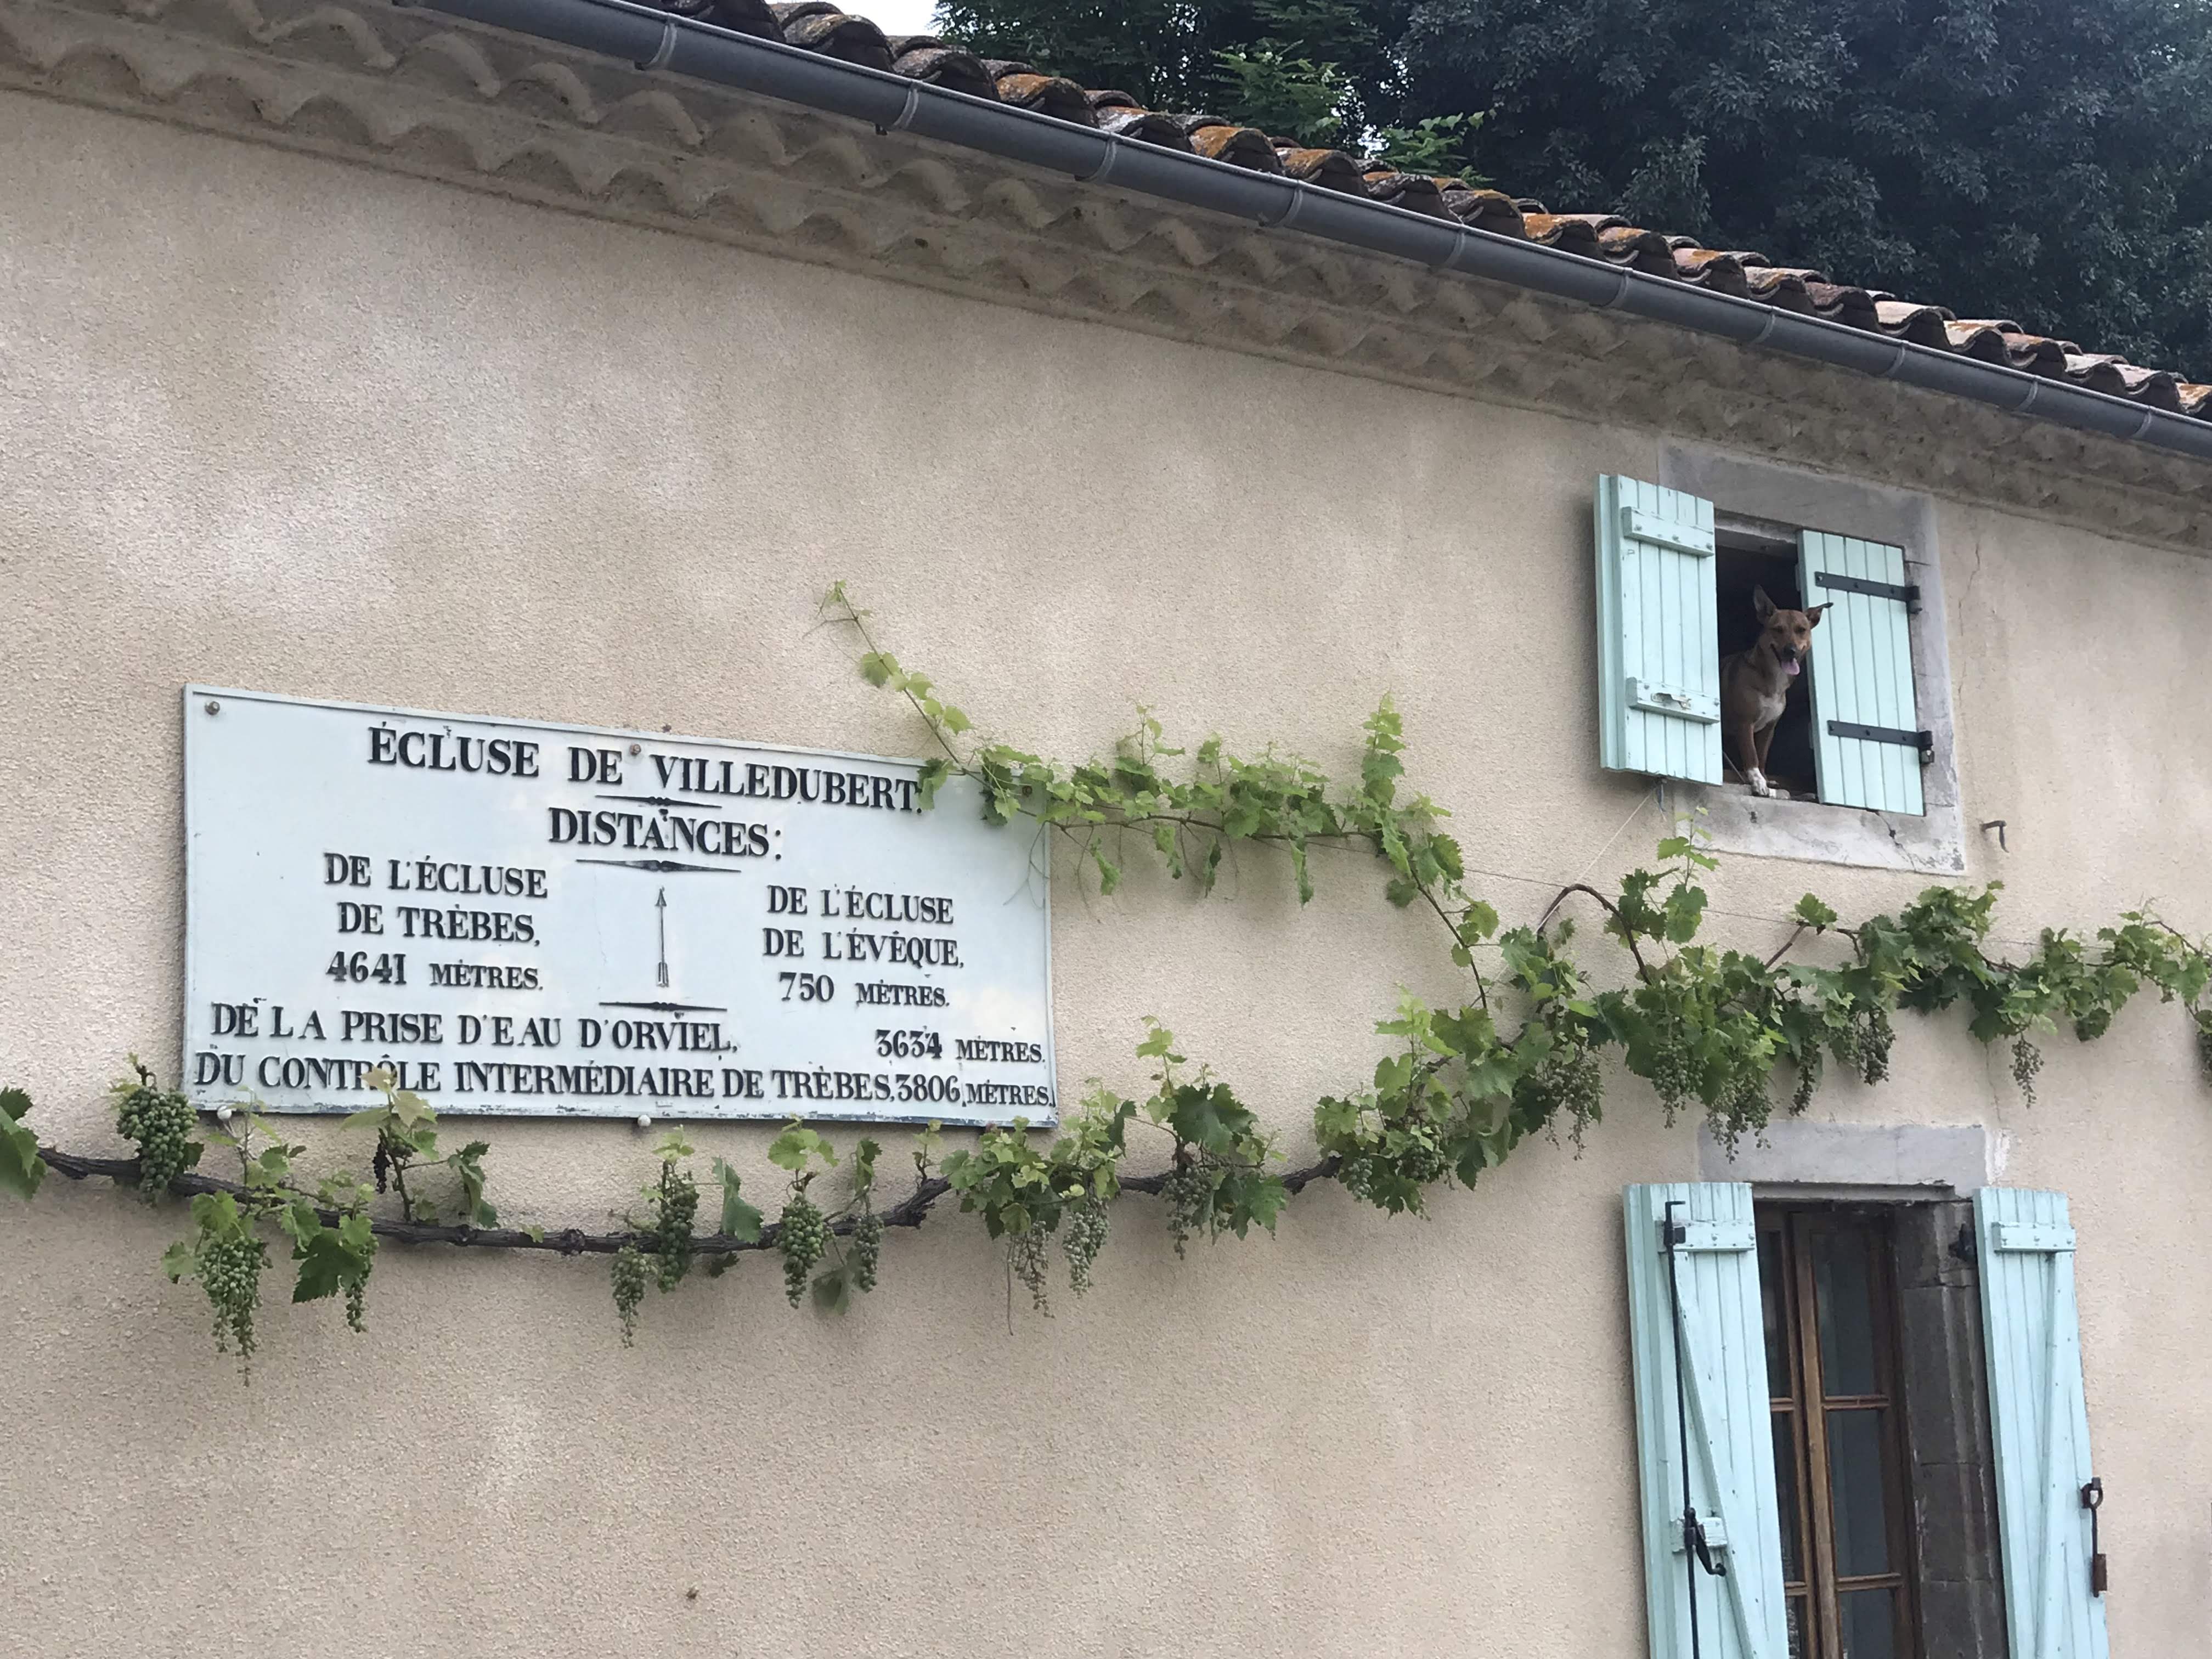 ÉCLUSE DE VILLEDUBERT.
DISTANCES:
DE L'ÉCLUSE
DE TRÈBES,
4641 MÈTRES.
DE L'ÉCLUSE
DE L'ÉVÊQUE,
750 MÈTRES.
DE LA PRISE D'EAU D'ORVIEL, 3634 MÈTRES.
DU CONTRÔLE INTERMÉDIAIRE DE TRÈBES, 3806 MÈTRES.